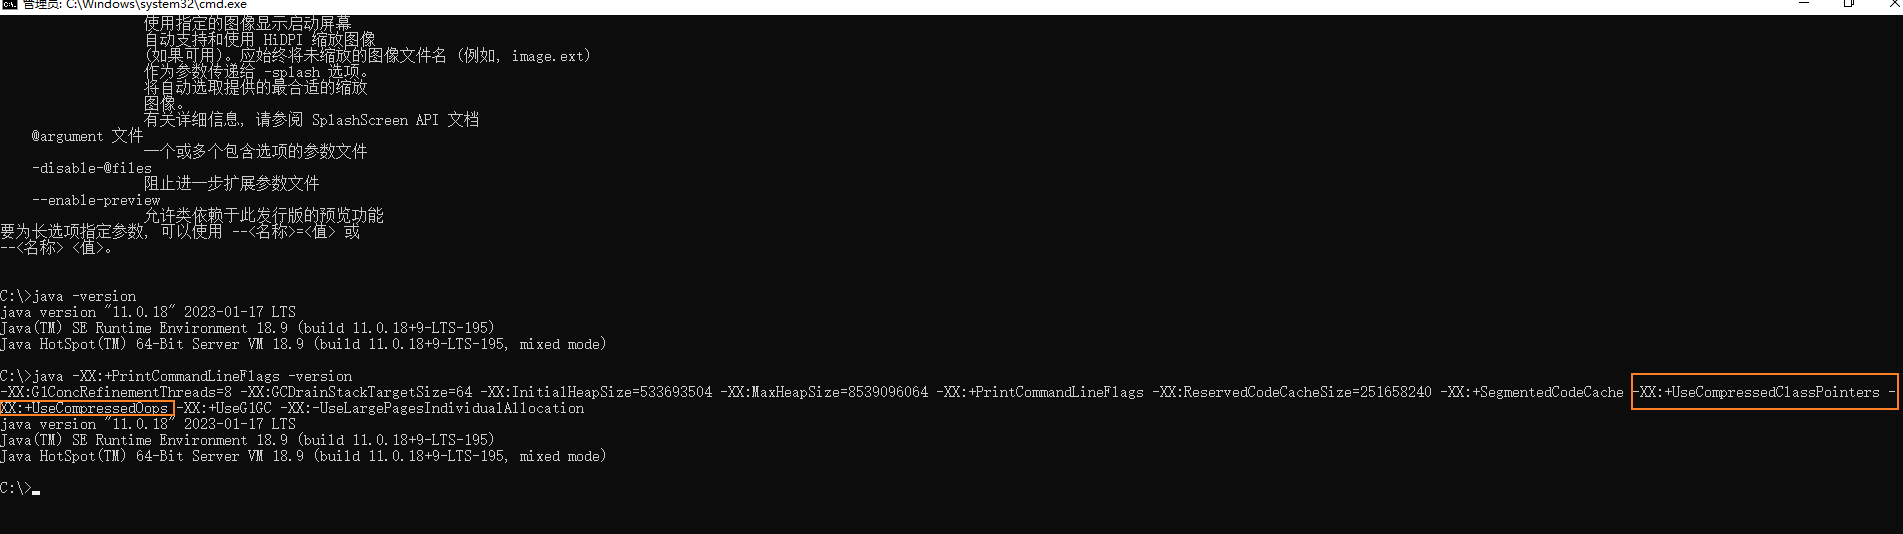 管理员: C:\Windows\system32\cmd.exe
使用指定的图像显示启动屏幕
自动支持和使用 HiDPI 缩放图像
(如果可用)。应始终将未缩放的图像文件名 (例如, image.ext)
作为参数传递给 -splash 选项。
将自动选取提供的最合适的缩放
图像。
有关详细信息, 请参阅 SplashScreen API 文档
@argument 文件
一个或多个包含选项的参数文件
-disable-@files
阻止进一步扩展参数文件
--enable-preview
允许类依赖于此发行版的预览功能
要为长选项指定参数, 可以使用 --<名称>=<值> 或
--<名称> <值>。
C:\>java -version
java version "11.0.18" 2023-01-17 LTS
Java(TM) SE Runtime Environment 18.9 (build 11.0.18+9-LTS-195)
Java HotSpot(TM) 64-Bit Server VM 18.9 (build 11.0.18+9-LTS-195, mixed mode)
C:\>java -XX:+PrintCommandLineFlags -version
-XX:G1ConcRefinementThreads=8 -XX:GCDrainStackTargetSize=64 -XX:InitialHeapSize=533693504 -XX:MaxHeapSize=8539096064 -XX:+PrintCommandLineFlags -XX:ReservedCodeCacheSize=251658240 -XX:+SegmentedCodeCache -XX:+UseCompressedClassPointers -
XX:+UseCompressedOops -XX:+UseG1GC -XX:-UseLargePagesIndividualAllocation
java version "11.0.18" 2023-01-17 LTS
Java(TM) SE Runtime Environment 18.9 (build 11.0.18+9-LTS-195)
Java HotSpot(TM) 64-Bit Server VM 18.9 (build 11.0.18+9-LTS-195, mixed mode)
C:\>